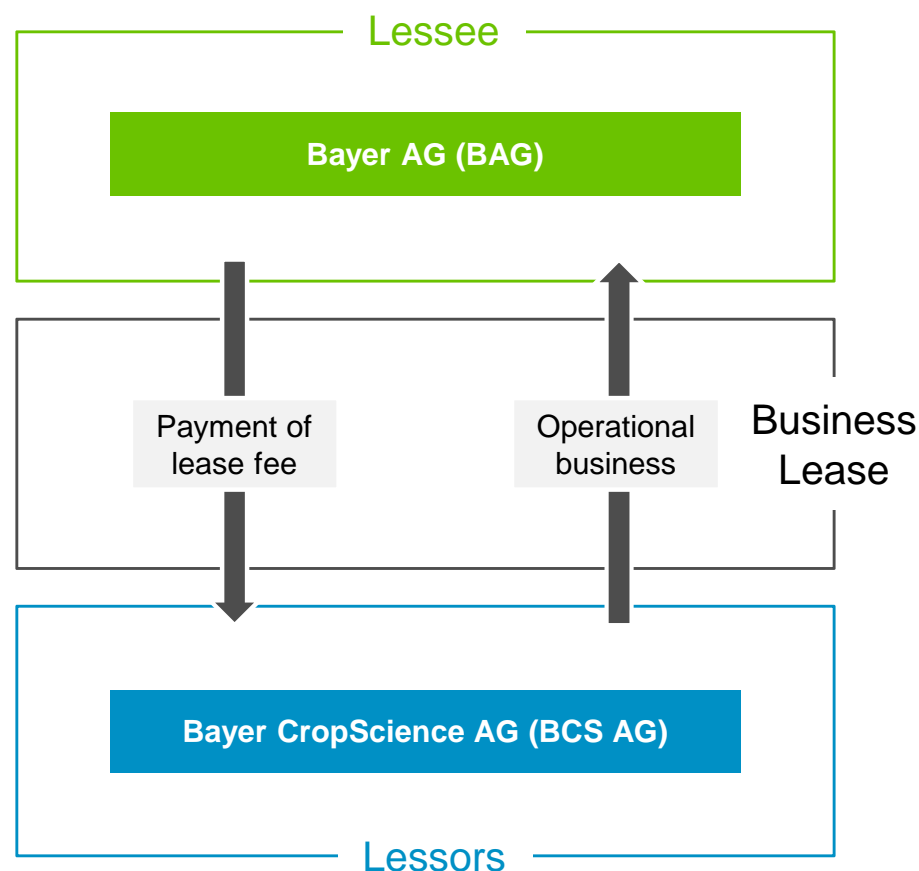 Lessee
Bayer AG (BAG)
Payment of
lease fee
Operational
business
Business
Lease
Bayer CropScience AG (BCS AG)
Lessors